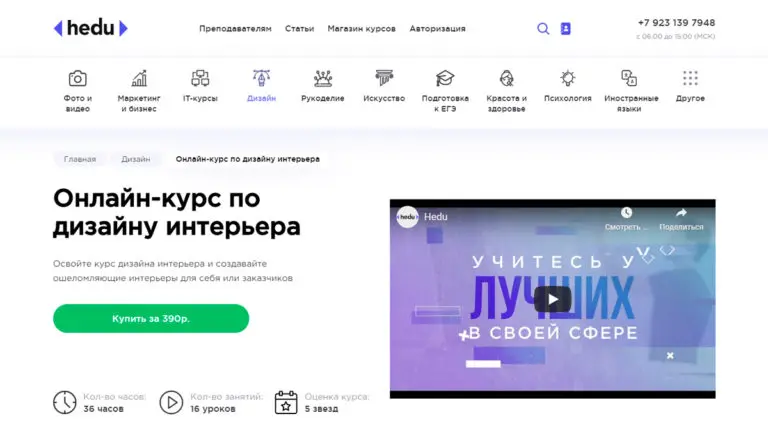 hedu
Преподавателям Статьи Магазин курсов Авторизация
+7 923 139 7948
с 06:00 до 15:00 (МСК)
Фото и видео
Маркетинг и бизнес
IT-курсы
Дизайн
Рукоделие
Искусство
Подготовка к ЕГЭ
Красота и здоровье
Психология
Иностранные языки
Другое
Главная Дизайн Онлайн-курс по дизайну интерьера
Онлайн-курс по
дизайну интерьера
Освойте курс дизайна интерьера и создавайте
ошеломляющие интерьеры для себя или заказчиков
Купить за 390р.
Кол-во часов:
36 часов
Кол-во занятий:
16 уроков
Оценка курса:
5 звезд
hedu Hedu
Смотреть ... Поделиться
УЧИТЕСЬ У
ЛУЧШИХ
В СВОЕЙ СФЕРЕ